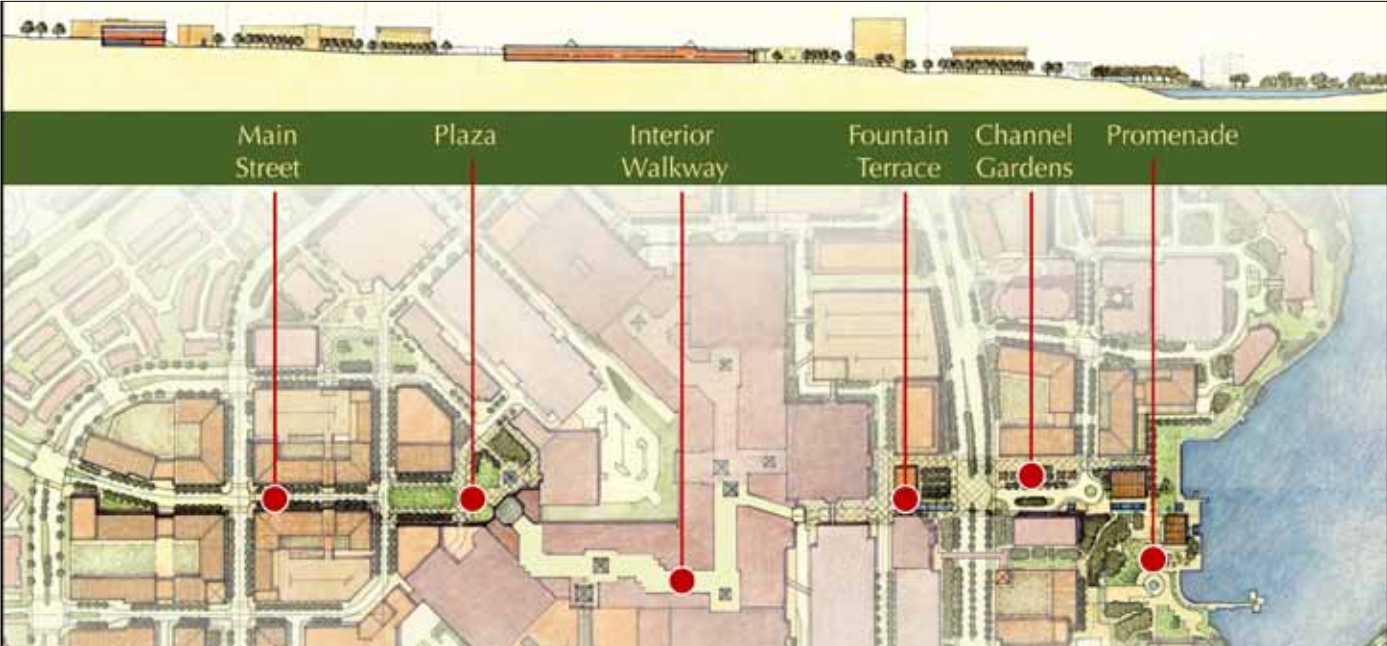 Main
Street
Plaza
Interior
Walkway
Fountain
Terrace
Channel
Gardens
Promenade